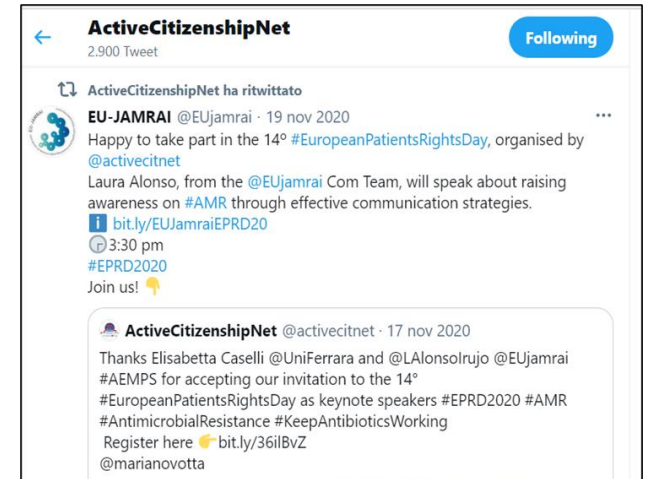 ActiveCitizenshipNet
2.900 Tweet
Following
ActiveCitizenshipNet ha ritwittato
EU-JAMRAI @EUjamrai · 19 nov 2020
Happy to take part in the 14º #EuropeanPatientsRightsDay, organised by
@activecitnet
Laura Alonso, from the @EUjamrai Com Team, will speak about raising
awareness on #AMR through effective communication strategies.
ℹ️ bit.ly/EUJamraiEPRD20
🕞3:30 pm
#EPRD2020
Join us! 👇
ActiveCitizenshipNet @activecitnet · 17 nov 2020
Thanks Elisabetta Caselli @UniFerrara and @LAlonsoIrujo @EUjamrai
#AEMPS for accepting our invitation to the 14°
#EuropeanPatientsRightsDay as keynote speakers #EPRD2020 #AMR
#AntimicrobialResistance #KeepAntibioticsWorking
Register here 👉bit.ly/36ilBvZ
@marianovotta